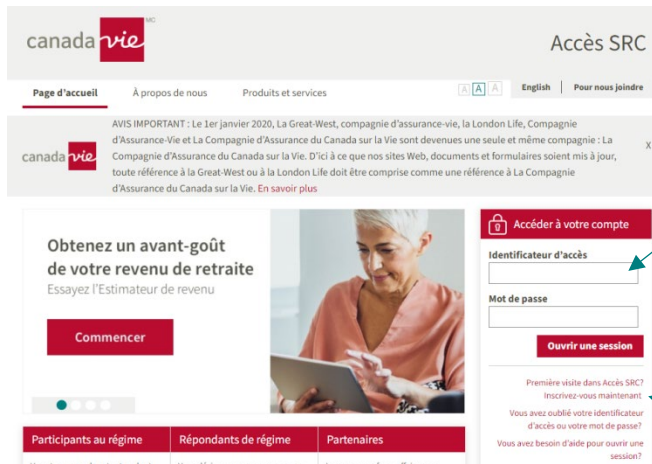 canada vie MC
Accès SRC
Page d'accueil À propos de nous Produits et services A A A English Pour nous joindre
AVIS IMPORTANT : Le 1er janvier 2020, La Great-West, compagnie d'assurance-vie, la London Life, Compagnie
d'Assurance-Vie et La Compagnie d'Assurance du Canada sur la Vie sont devenues une seule et même compagnie : La
canada vie Compagnie d'Assurance du Canada sur la Vie. D'ici à ce que nos sites Web, documents et formulaires soient mis à jour, X
toute référence à la Great-West ou à la London Life doit être comprise comme une référence à La Compagnie
d'Assurance du Canada sur la Vie. En savoir plus
Obtenez un avant-goût
de votre revenu de retraite
Essayez l'Estimateur de revenu
Commencer
Accéder à votre compte
Identificateur d'accès
Mot de passe
Ouvrir une session
Première visite dans Accès SRC?
Inscrivez-vous maintenant
Vous avez oublié votre identificateur
d'accès ou votre mot de passe?
Vous avez besoin d'aide pour ouvrir une
session?
Participants au régime Répondants de régime Partenaires